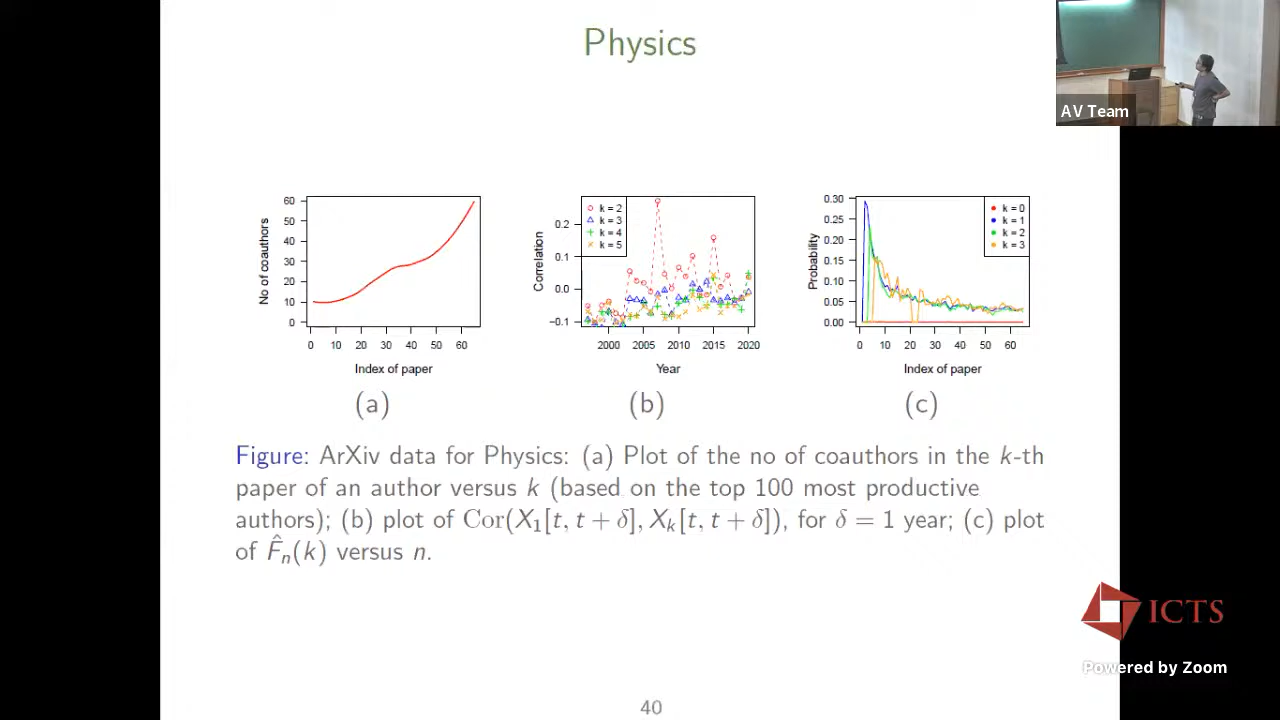 Physics
AV Team
60
50
40
30
20
10
0
No of coauthors
0 10 20 30 40 50 60
Index of paper
(a)
k = 2
k = 3
k = 4
k = 5
0.2
0.1
0.0
−0.1
Correlation
2000 2005 2010 2015 2020
Year
(b)
k = 0
k = 1
k = 2
k = 3
0.30
0.25
0.20
0.15
0.10
0.05
0.00
Probability
0 10 20 30 40 50 60
Index of paper
(c)
Figure: ArXiv data for Physics: (a) Plot of the no of coauthors in the k-th
paper of an author versus k (based on the top 100 most productive
authors); (b) plot of Cor(X₁[t, t + δ], Xₖ[t, t + δ]), for δ = 1 year; (c) plot
of F̂ₙ(k) versus n.
ICTS
Powered by Zoom
40